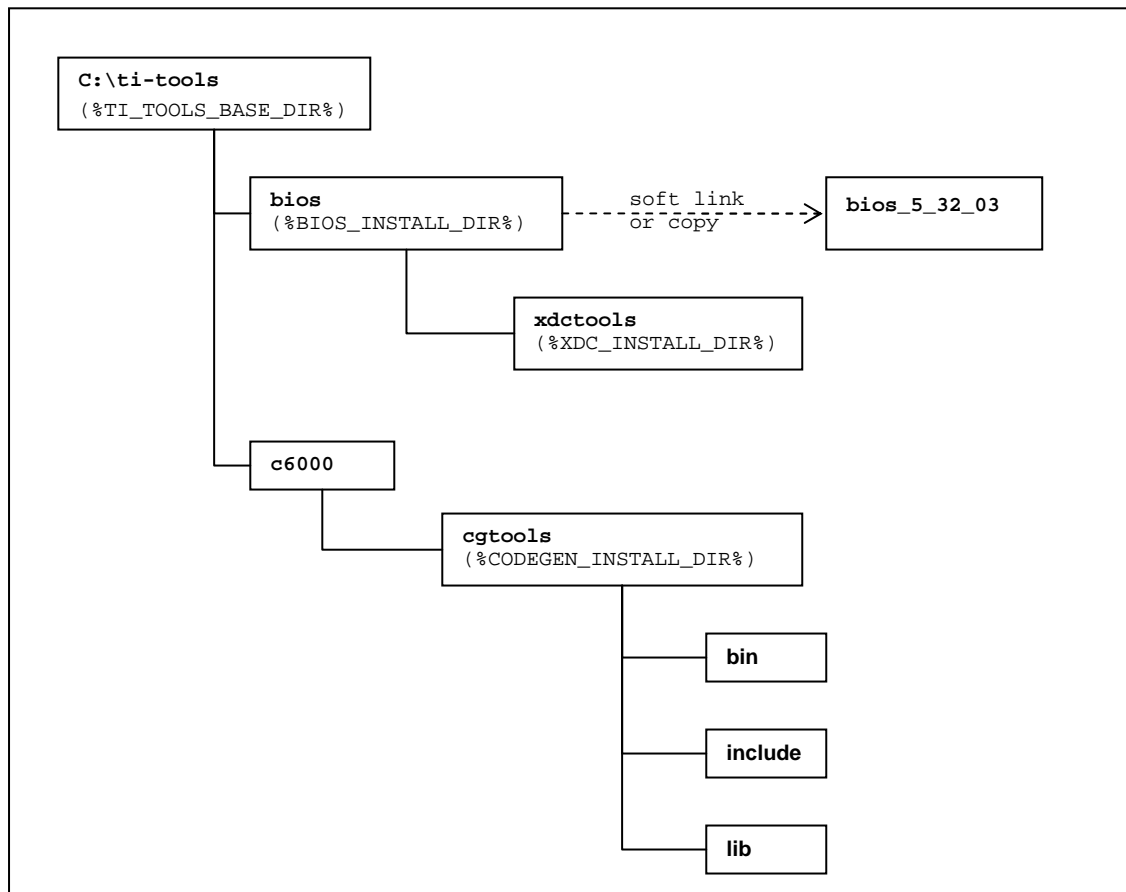 C:\ti-tools
(%TI_TOOLS_BASE_DIR%)
bios
(%BIOS_INSTALL_DIR%)
soft link
or copy
bios_5_32_03
xdctools
(%XDC_INSTALL_DIR%)
c6000
cgtools
(%CODEGEN_INSTALL_DIR%)
bin
include
lib